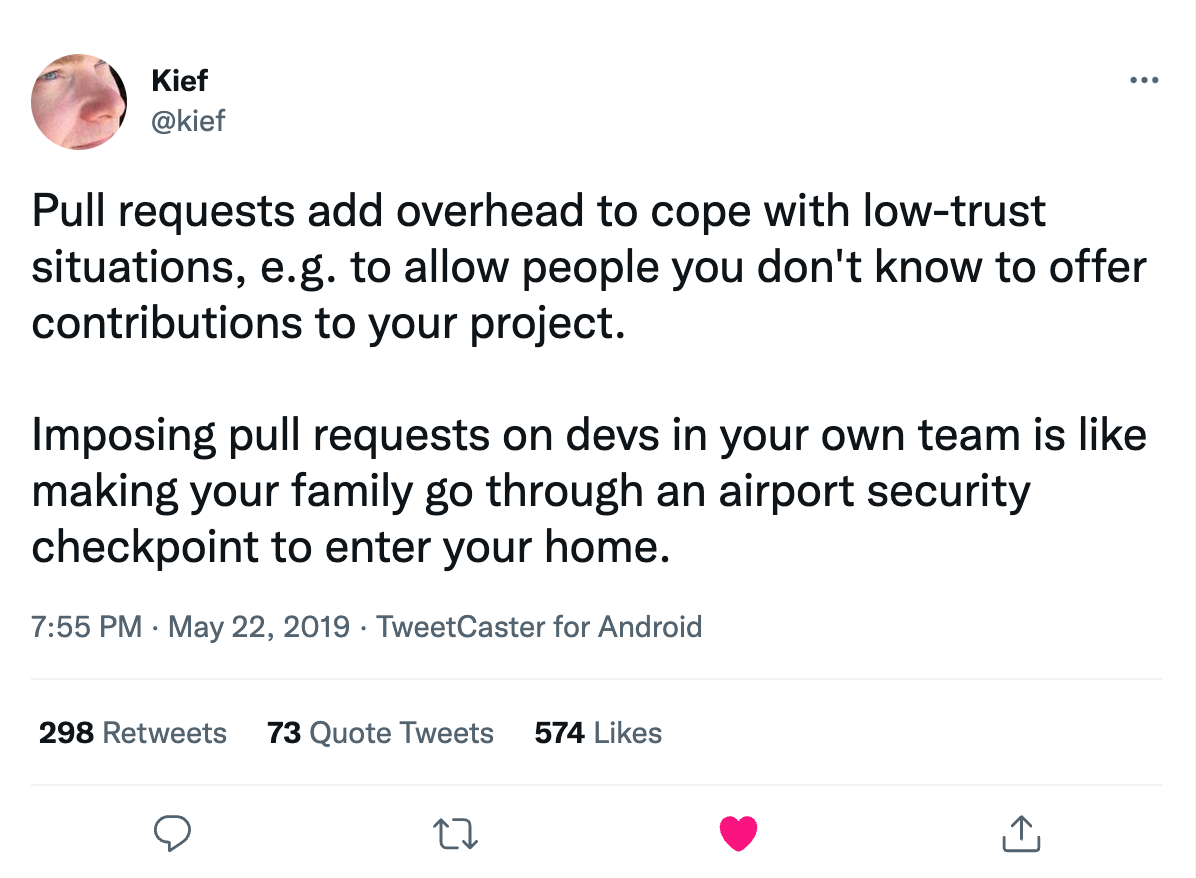 Kief
@kief
Pull requests add overhead to cope with low-trust
situations, e.g. to allow people you don't know to offer
contributions to your project.
Imposing pull requests on devs in your own team is like
making your family go through an airport security
checkpoint to enter your home.
7:55 PM · May 22, 2019 · TweetCaster for Android
298 Retweets 73 Quote Tweets 574 Likes